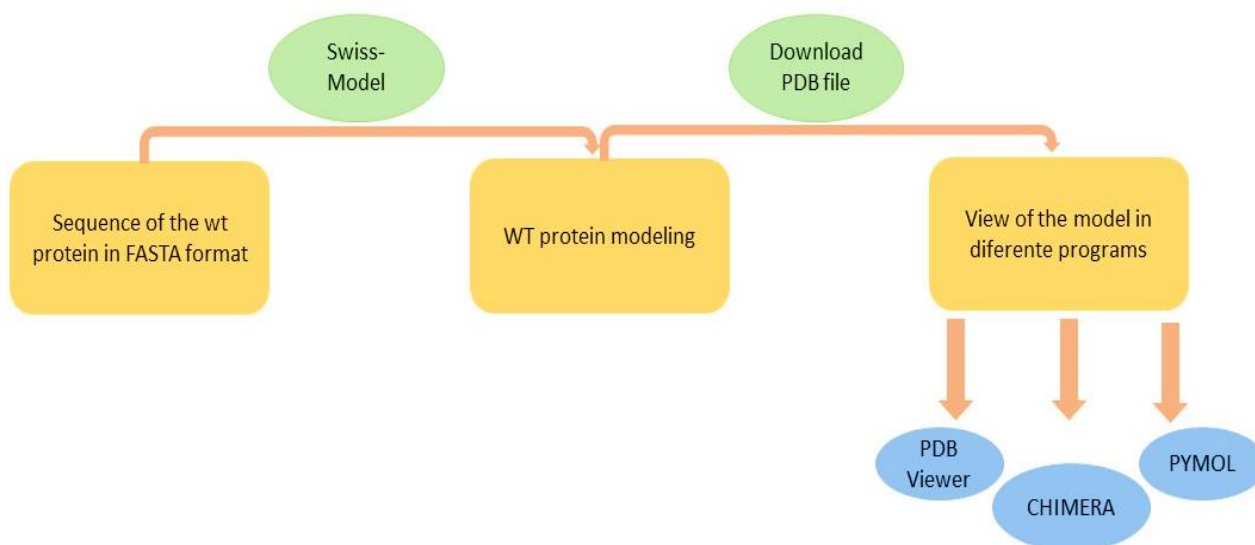 Swiss-
Model
Download
PDB file
Sequence of the wt
protein in FASTA format
WT protein modeling
View of the model in
diferente programs
PDB
Viewer
CHIMERA
PYMOL